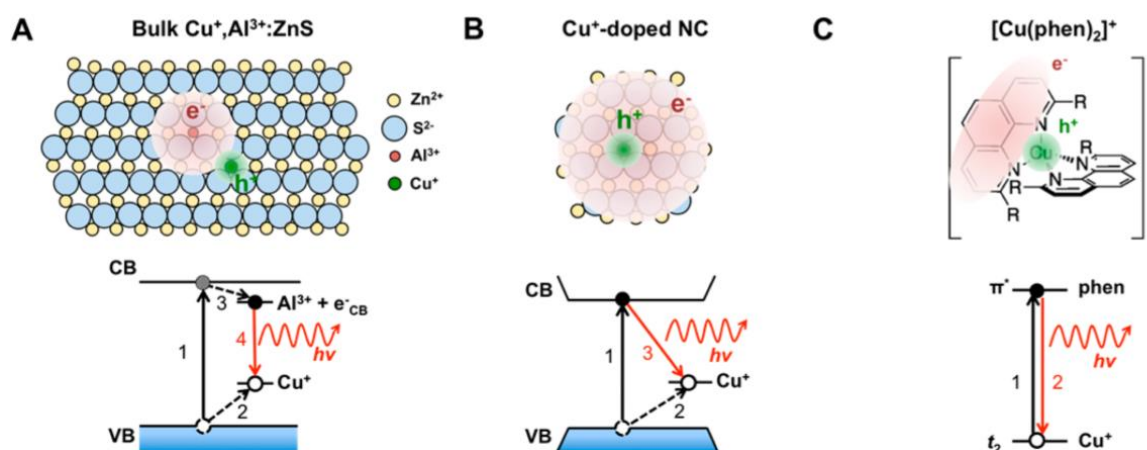 A
Bulk Cu⁺,Al³⁺:ZnS
e⁻
h⁺
Zn²⁺
S²⁻
Al³⁺
Cu⁺
CB
3
Al³⁺ + e⁻CB
1
4
hν
Cu⁺
2
VB
B
Cu⁺-doped NC
h⁺
e⁻
CB
1
3
hν
Cu⁺
2
VB
C
[Cu(phen)₂]⁺
e⁻
R
h⁺
N
R
Cu
N
N
N
R
R
π*
phen
1
2
hν
t₂
Cu⁺